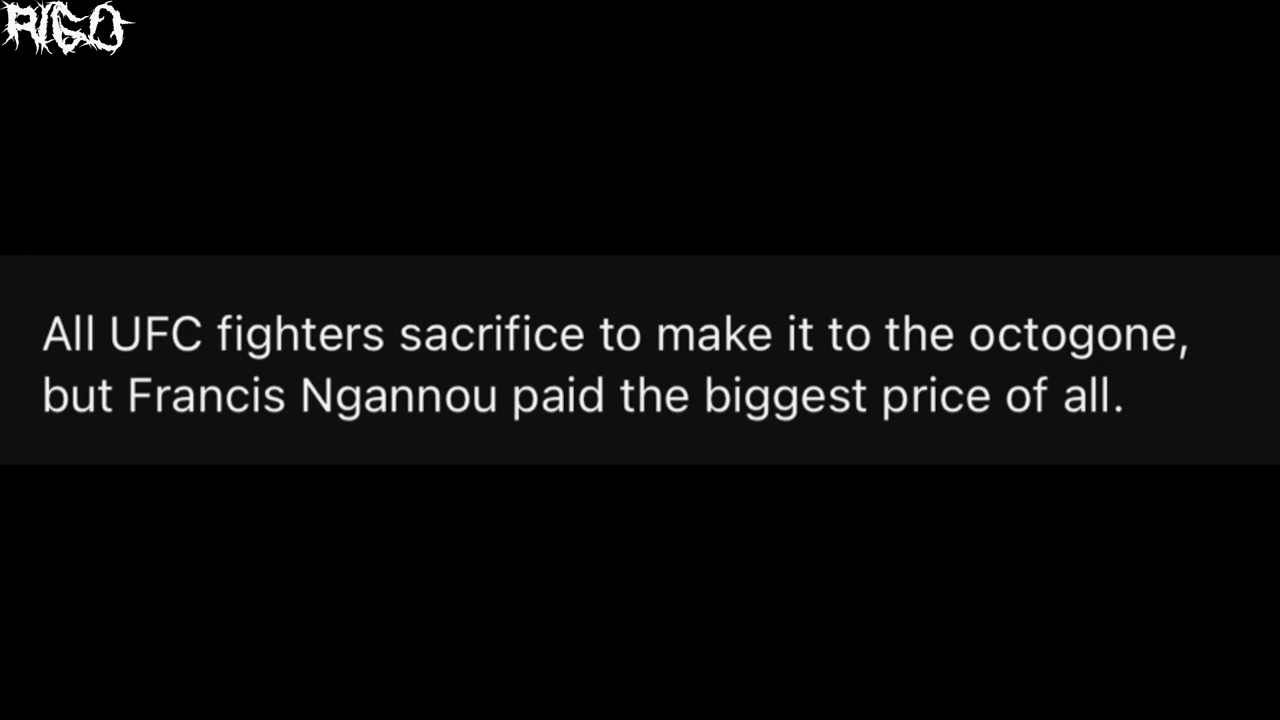 RIGO
All UFC fighters sacrifice to make it to the octogone,
but Francis Ngannou paid the biggest price of all.